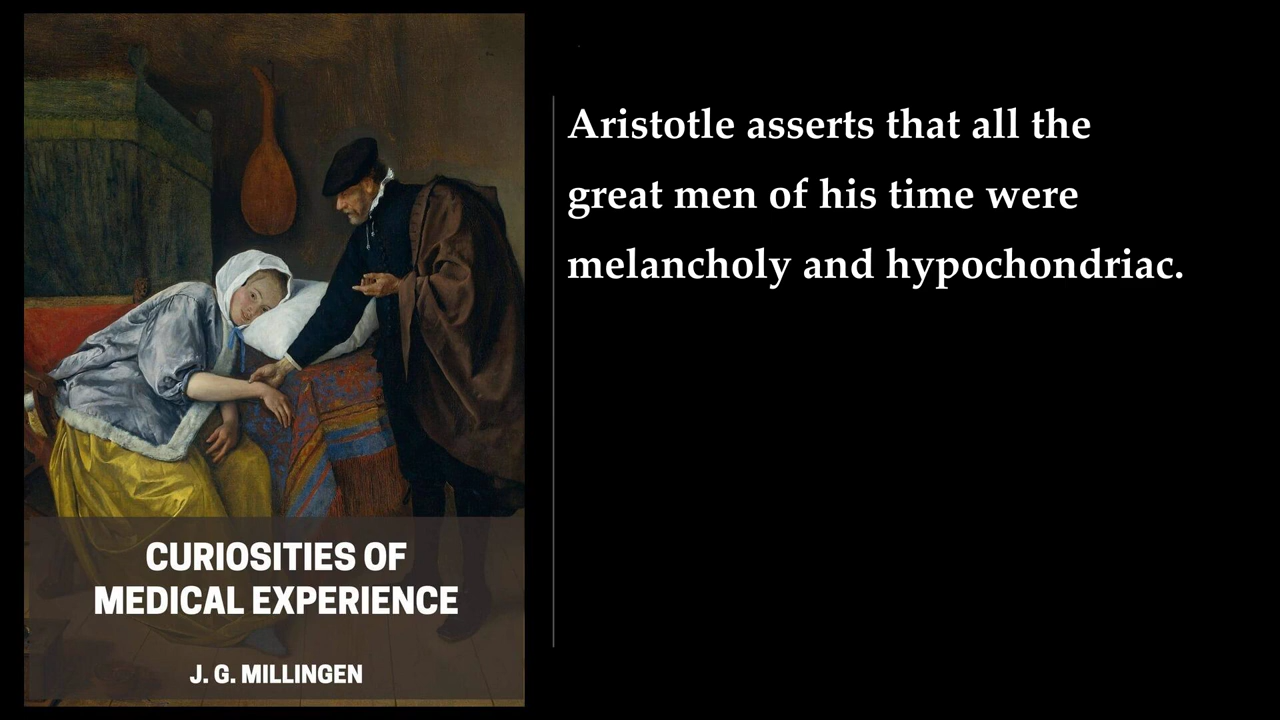 Aristotle asserts that all the
great men of his time were
melancholy and hypochondriac.
CURIOSITIES OF
MEDICAL EXPERIENCE
J. G. MILLINGEN